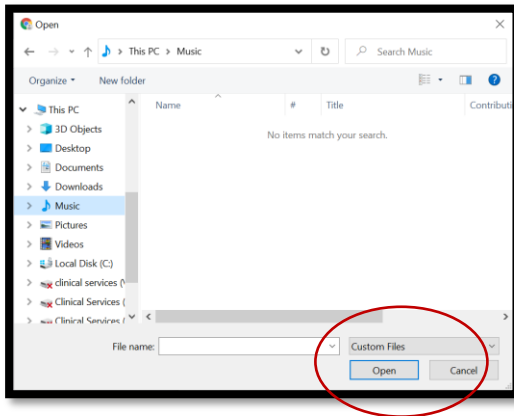 Open
This PC > Music
Search Music
Organize
New folder
Name
#
Title
Contributi
This PC
3D Objects
Desktop
Documents
Downloads
Music
Pictures
Videos
Local Disk (C:)
clinical services (
Clinical Services (
Clinical Services (
No items match your search.
File name:
Custom Files
Open
Cancel